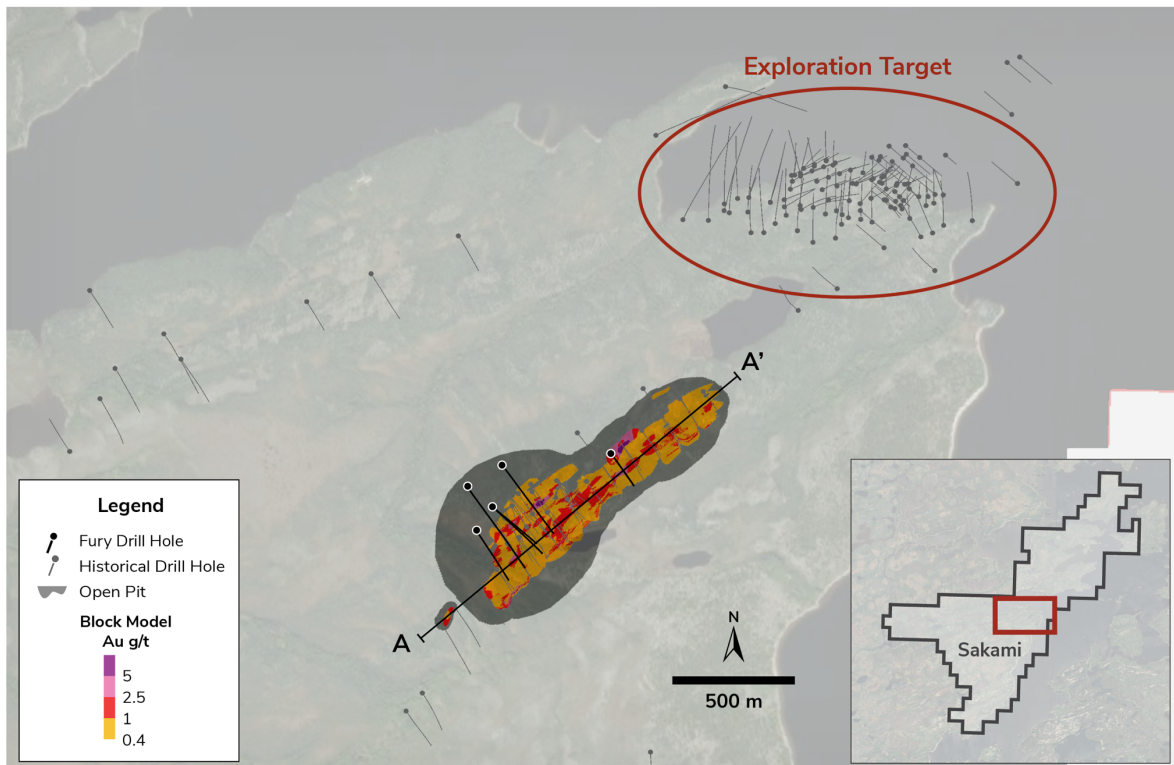 Exploration Target
A’
A
N
500 m
Legend
Fury Drill Hole
Historical Drill Hole
Open Pit
Block Model
Au g/t
5
2.5
1
0.4
Sakami